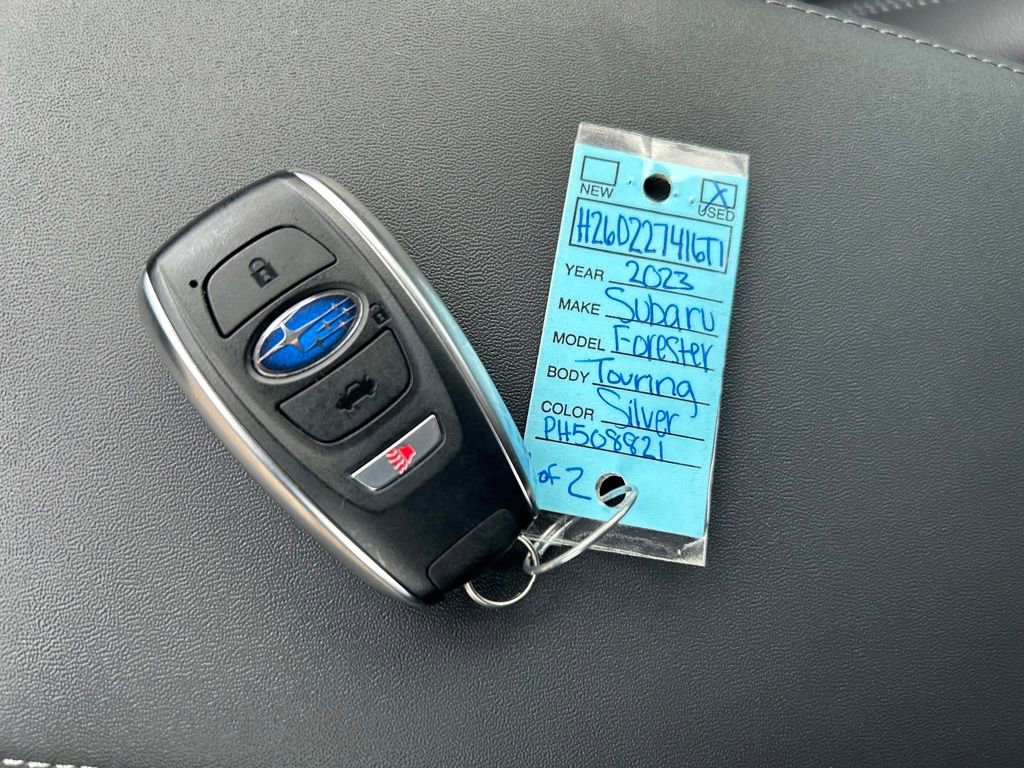 NEW
X
USED
H26D227416T1
YEAR 2023
MAKE Subaru
MODEL Forester
BODY Touring
COLOR Silver
PH508821
of 2